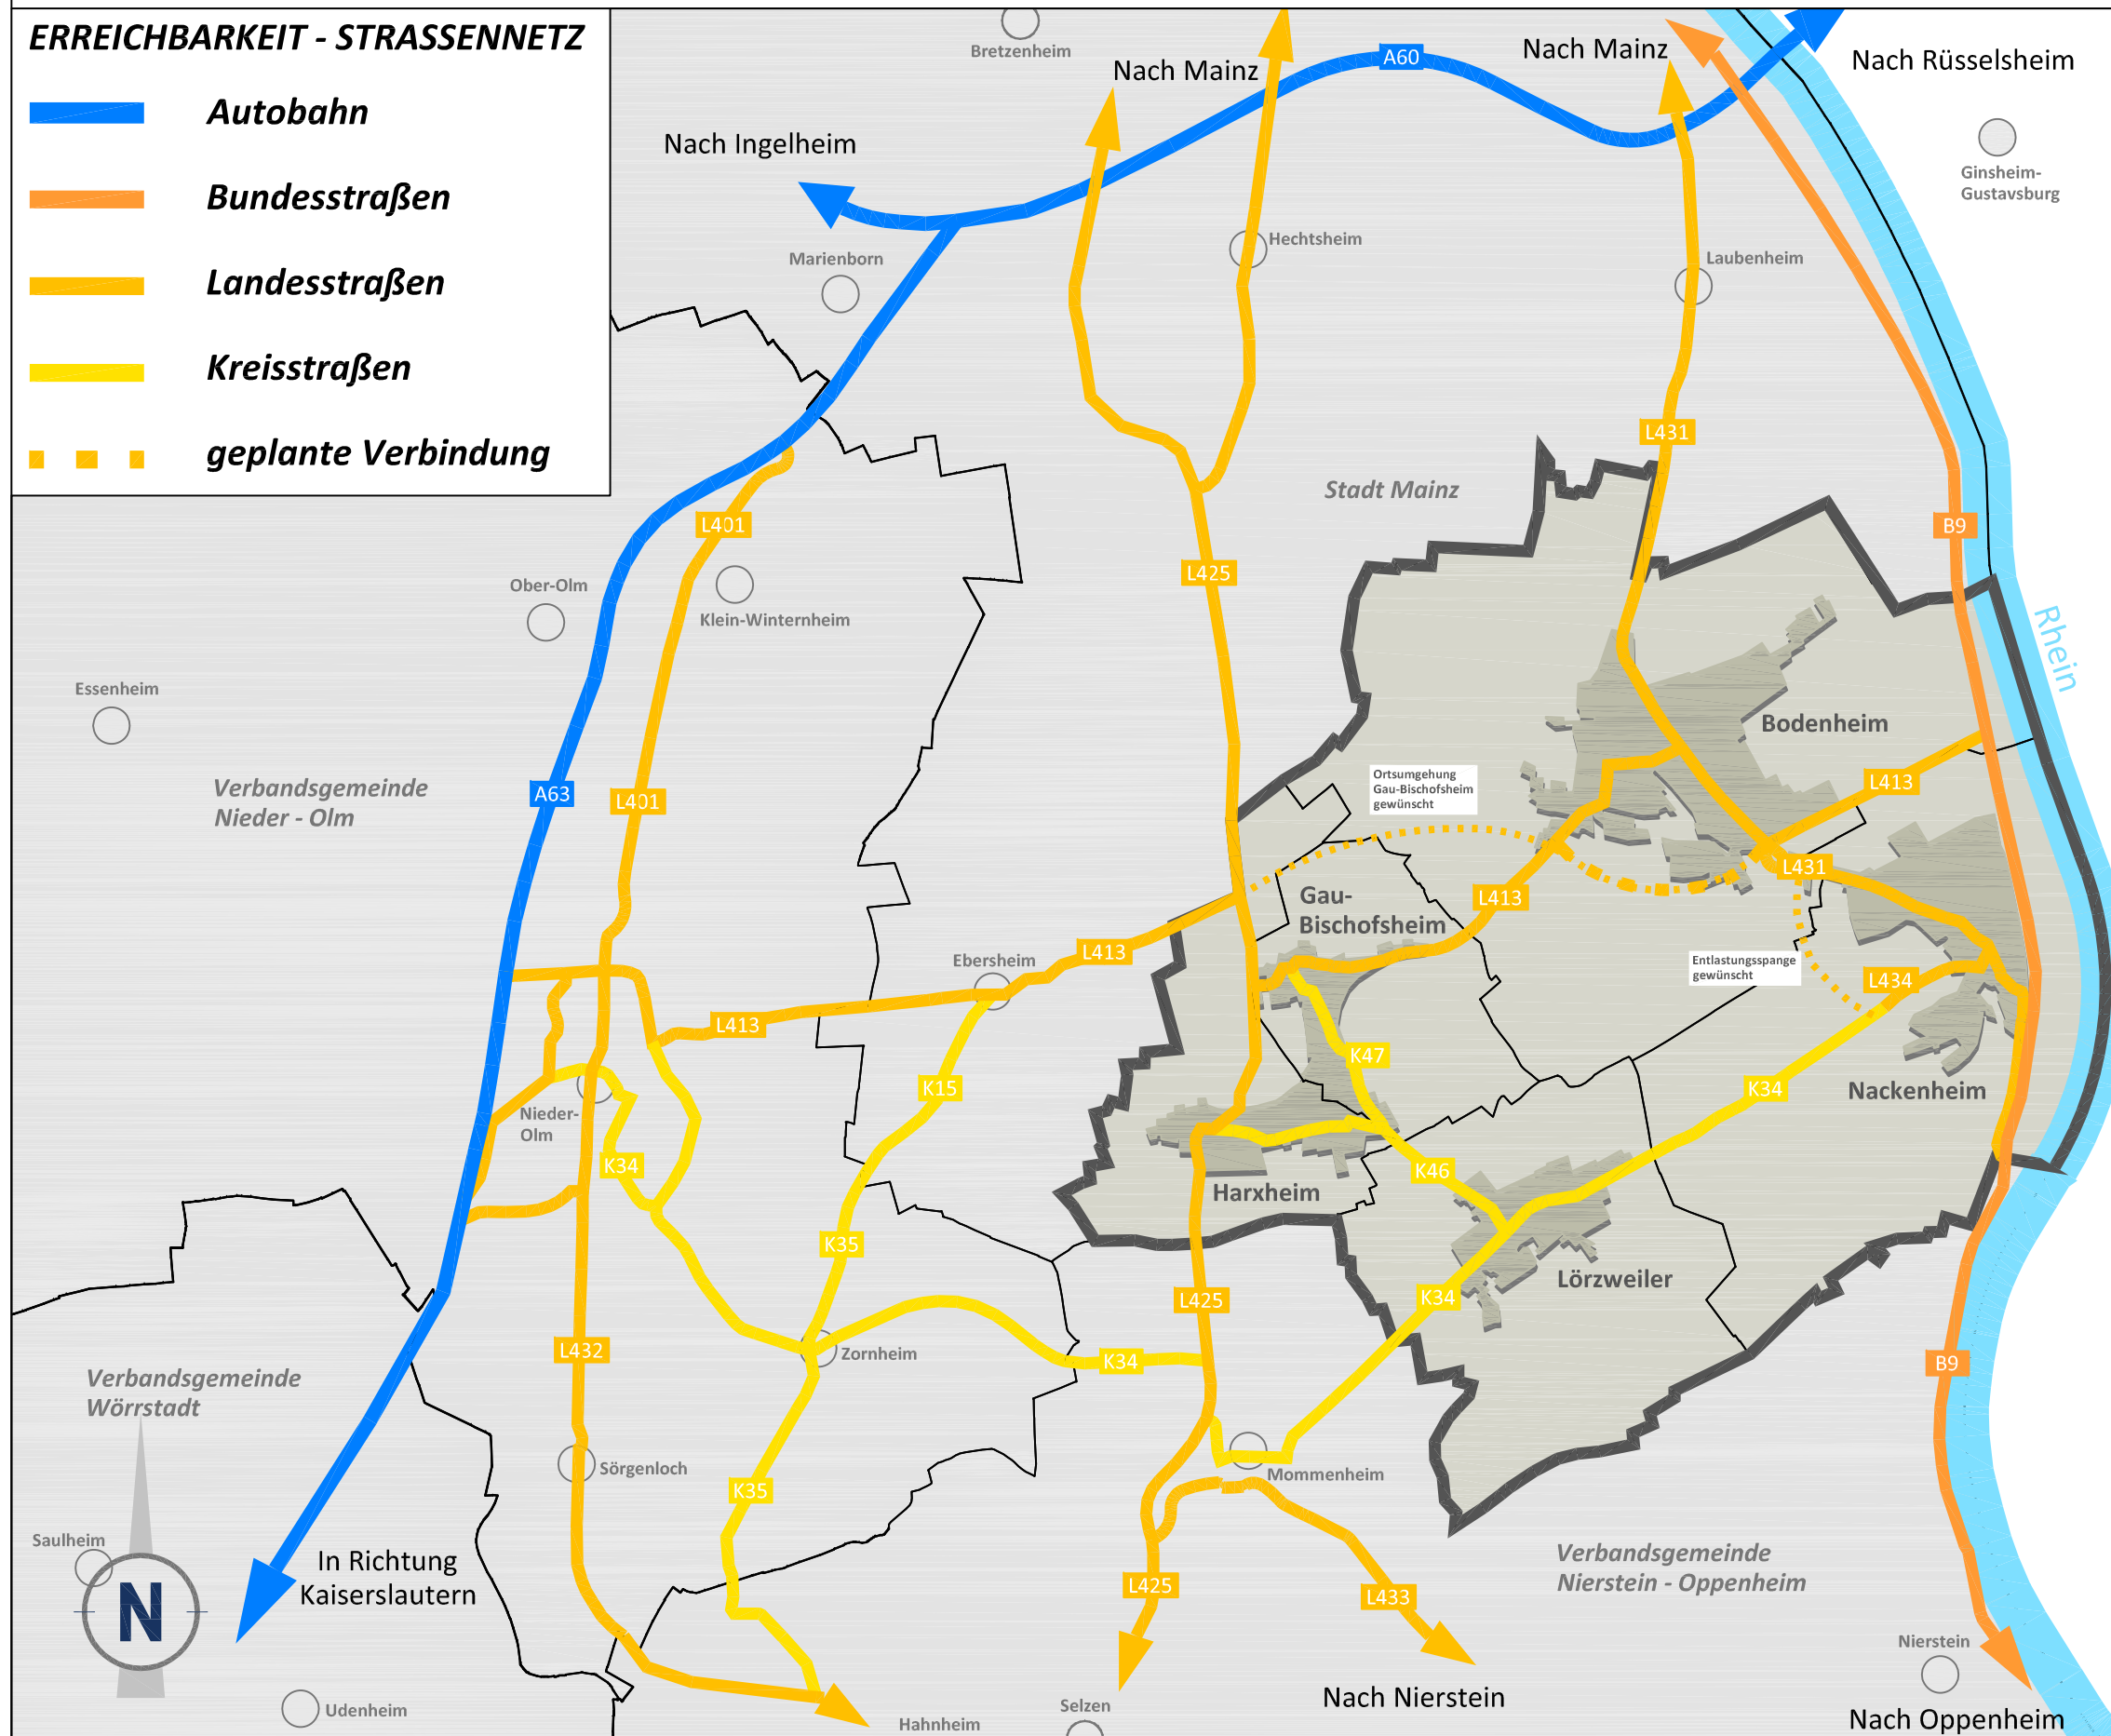 ERREICHBARKEIT - STRASSENNETZ
Autobahn
Bundesstraßen
Landesstraßen
Kreisstraßen
geplante Verbindung
Bretzenheim
Nach Mainz
A60
Nach Mainz
Nach Rüsselsheim
Nach Ingelheim
Ginsheim-
Gustavsburg
Hechtsheim
Marienborn
Laubenheim
L431
Stadt Mainz
L401
B9
L425
Ober-Olm
Klein-Winternheim
Rhein
Essenheim
Bodenheim
Verbandsgemeinde
Nieder - Olm
A63
L401
Ortsumgehung
Gau-Bischofsheim
gewünscht
L413
L431
Gau-
Bischofsheim
L413
Ebersheim
L413
Entlastungsspange
gewünscht
L434
L413
K47
K15
K34
Nackenheim
Nieder-
Olm
K34
K46
Harxheim
K35
Lörzweiler
L425
K34
L432
Zornheim
K34
B9
Verbandsgemeinde
Wörrstadt
Sörgenloch
Mommenheim
K35
Saulheim
In Richtung
Kaiserslautern
N
Verbandsgemeinde
Nierstein - Oppenheim
L425
L433
Nierstein
Nach Nierstein
Selzen
Udenheim
Hahnheim
Nach Oppenheim